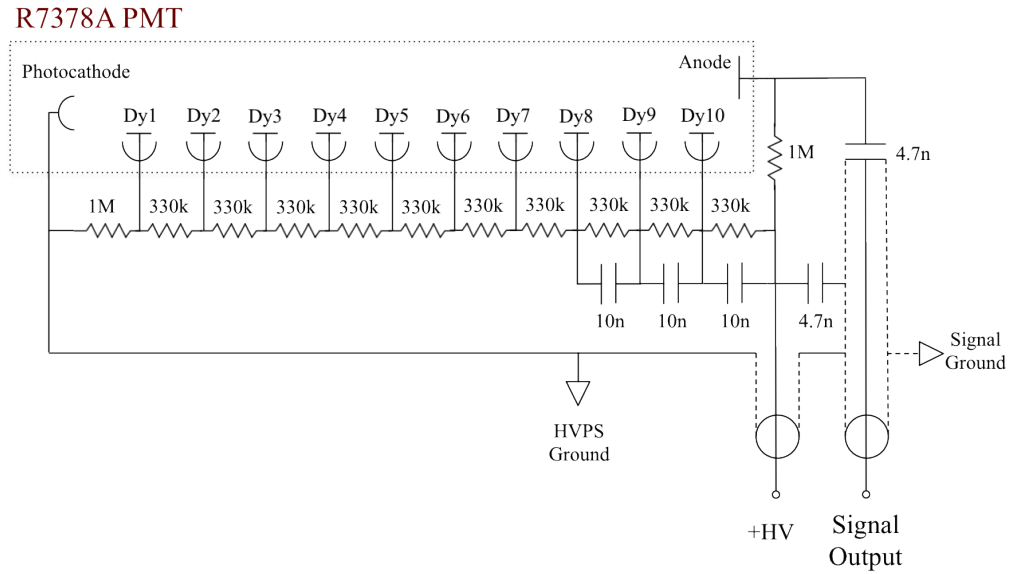 R7378A PMT
Photocathode
Anode
Dy1 Dy2 Dy3 Dy4 Dy5 Dy6 Dy7 Dy8 Dy9 Dy10
1M
4.7n
1M 330k 330k 330k 330k 330k 330k 330k 330k 330k 330k
10n 10n 10n 4.7n
Signal
Ground
HVPS
Ground
+HV
Signal
Output